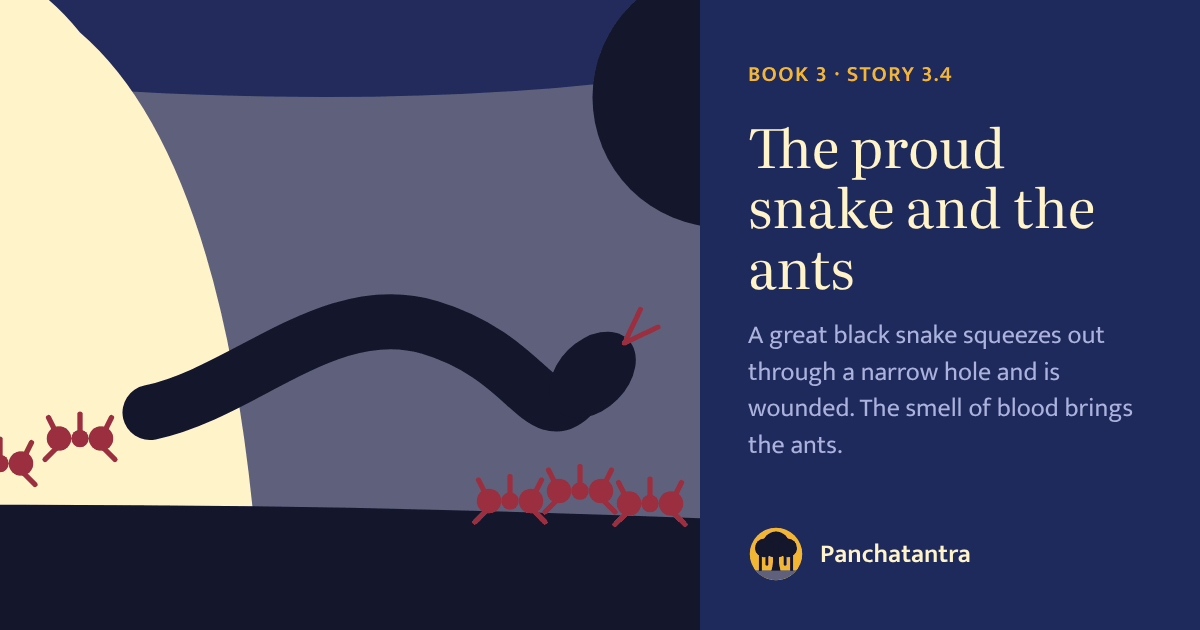 BOOK 3 · STORY 3.4
The proud
snake and the
ants
A great black snake squeezes out
through a narrow hole and is
wounded. The smell of blood brings
the ants.
Panchatantra